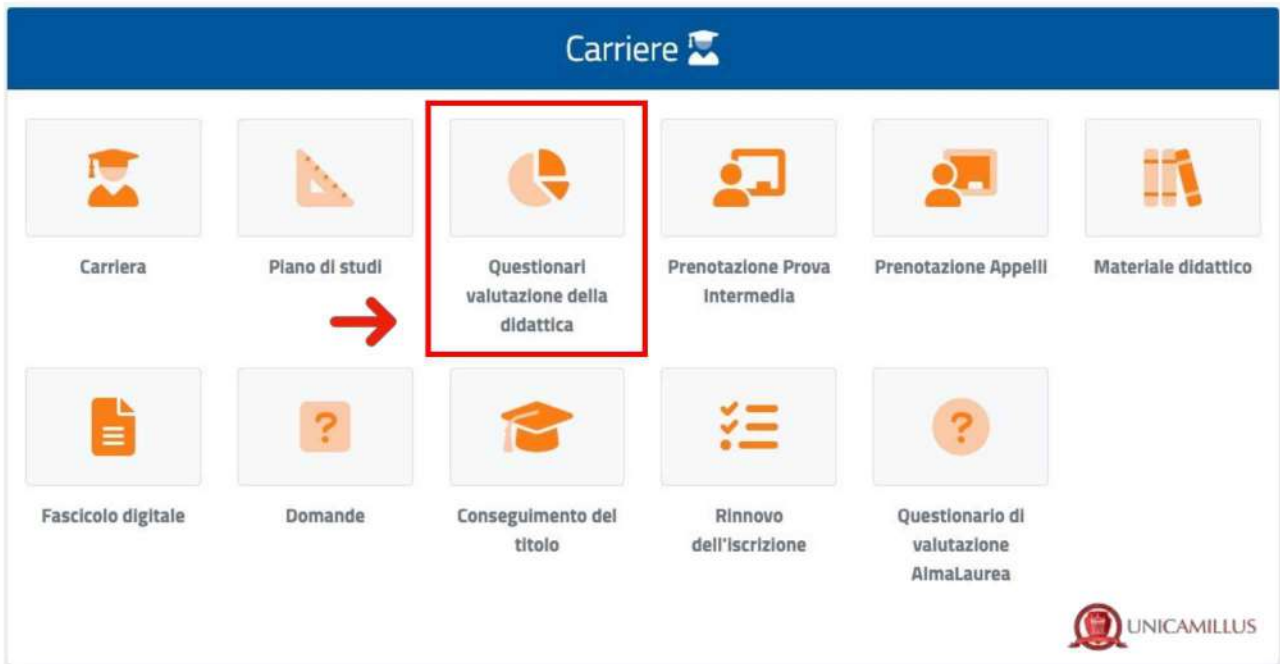 Carriere
Carriera
Piano di studi
Questionari
valutazione della
didattica
Prenotazione Prova
Intermedia
Prenotazione Appelli
Materiale didattico
Fascicolo digitale
Domande
Conseguimento del
titolo
Rinnovo
dell'iscrizione
Questionario di
valutazione
AlmaLaurea
UNICAMILLUS